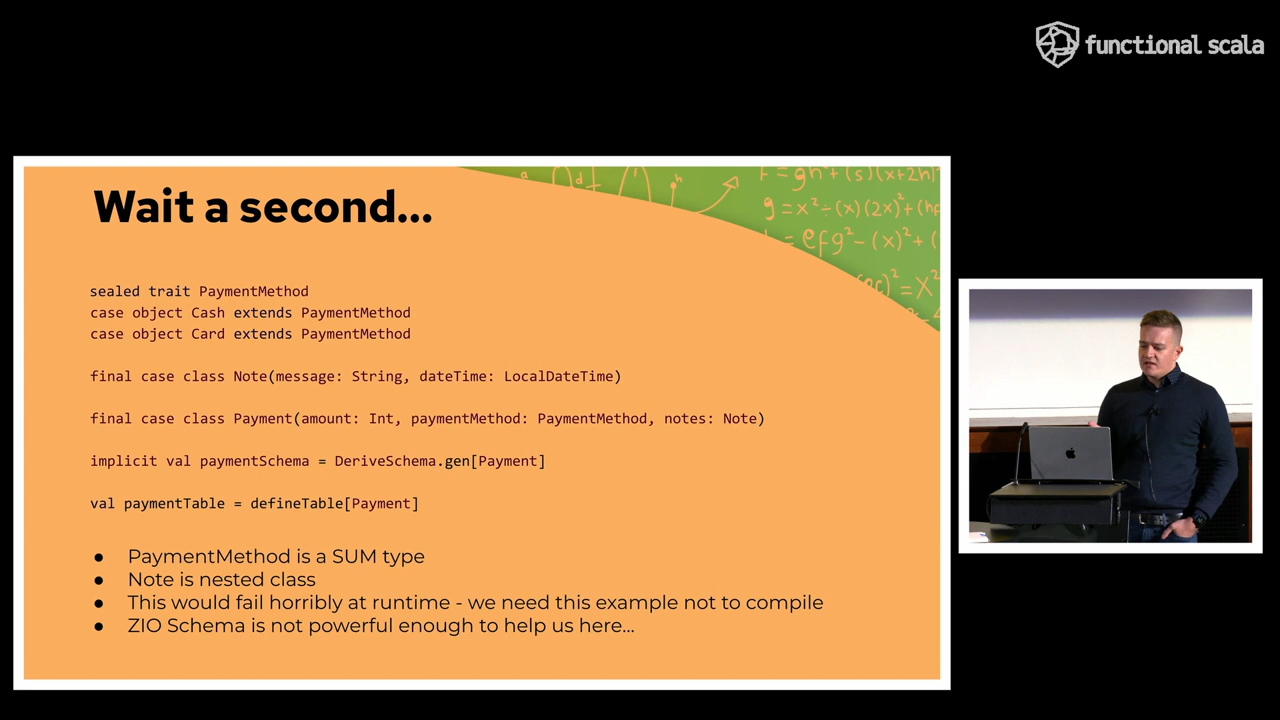 functional scala
Wait a second...
sealed trait PaymentMethod
case object Cash extends PaymentMethod
case object Card extends PaymentMethod
final case class Note(message: String, dateTime: LocalDateTime)
final case class Payment(amount: Int, paymentMethod: PaymentMethod, notes: Note)
implicit val paymentSchema = DeriveSchema.gen[Payment]
val paymentTable = defineTable[Payment]
● PaymentMethod is a SUM type
● Note is nested class
● This would fail horribly at runtime - we need this example not to compile
● ZIO Schema is not powerful enough to help us here...